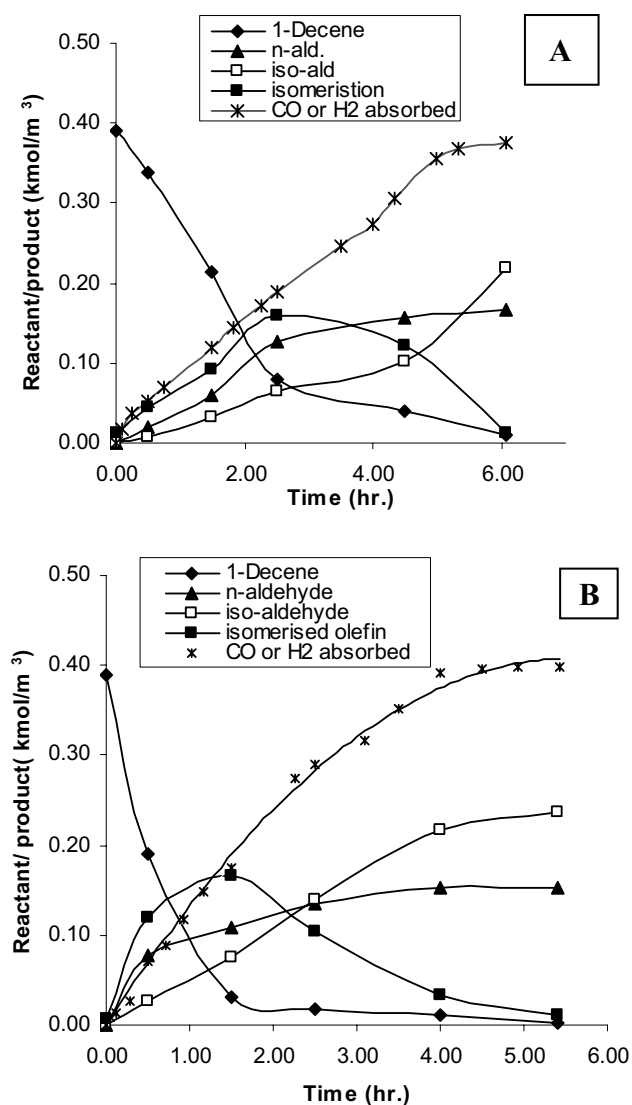 A
1-Decene
n-ald.
iso-ald
isomeristion
CO or H2 absorbed
Reactant/product (kmol/m 3)
0.50
0.40
0.30
0.20
0.10
0.00
0.00 2.00 4.00 6.00
Time (hr.)
B
1-Decene
n-aldehyde
iso-aldehyde
isomerised olefin
CO or H2 absorbed
Reactant/ product( kmol/m 3)
0.50
0.40
0.30
0.20
0.10
0.00
0.00 1.00 2.00 3.00 4.00 5.00 6.00
Time (hr.)